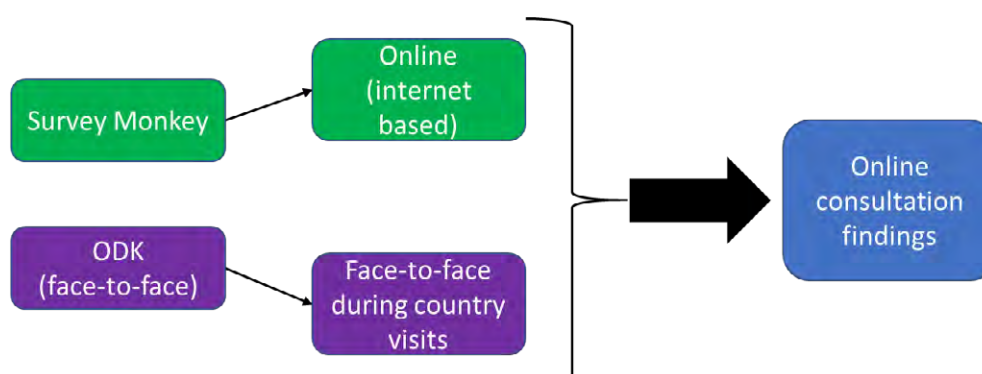 Survey Monkey
Online
(internet
based)
ODK
(face-to-face)
Face-to-face
during country
visits
Online
consultation
findings